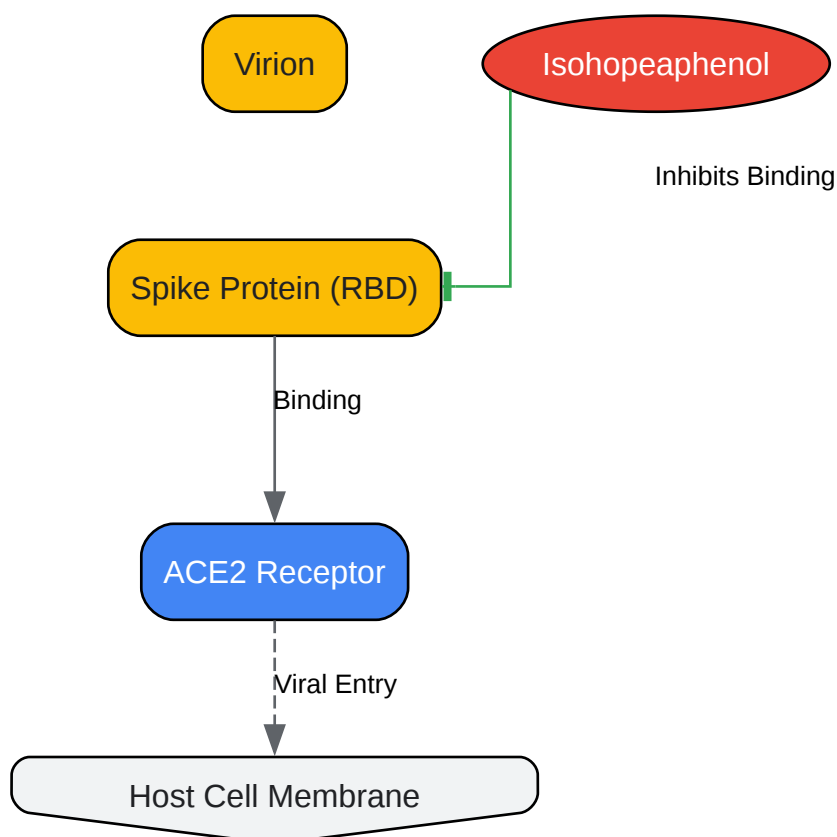 Virion
Isohopeaphenol
Inhibits Binding
Spike Protein (RBD)
Binding
ACE2 Receptor
Viral Entry
Host Cell Membrane